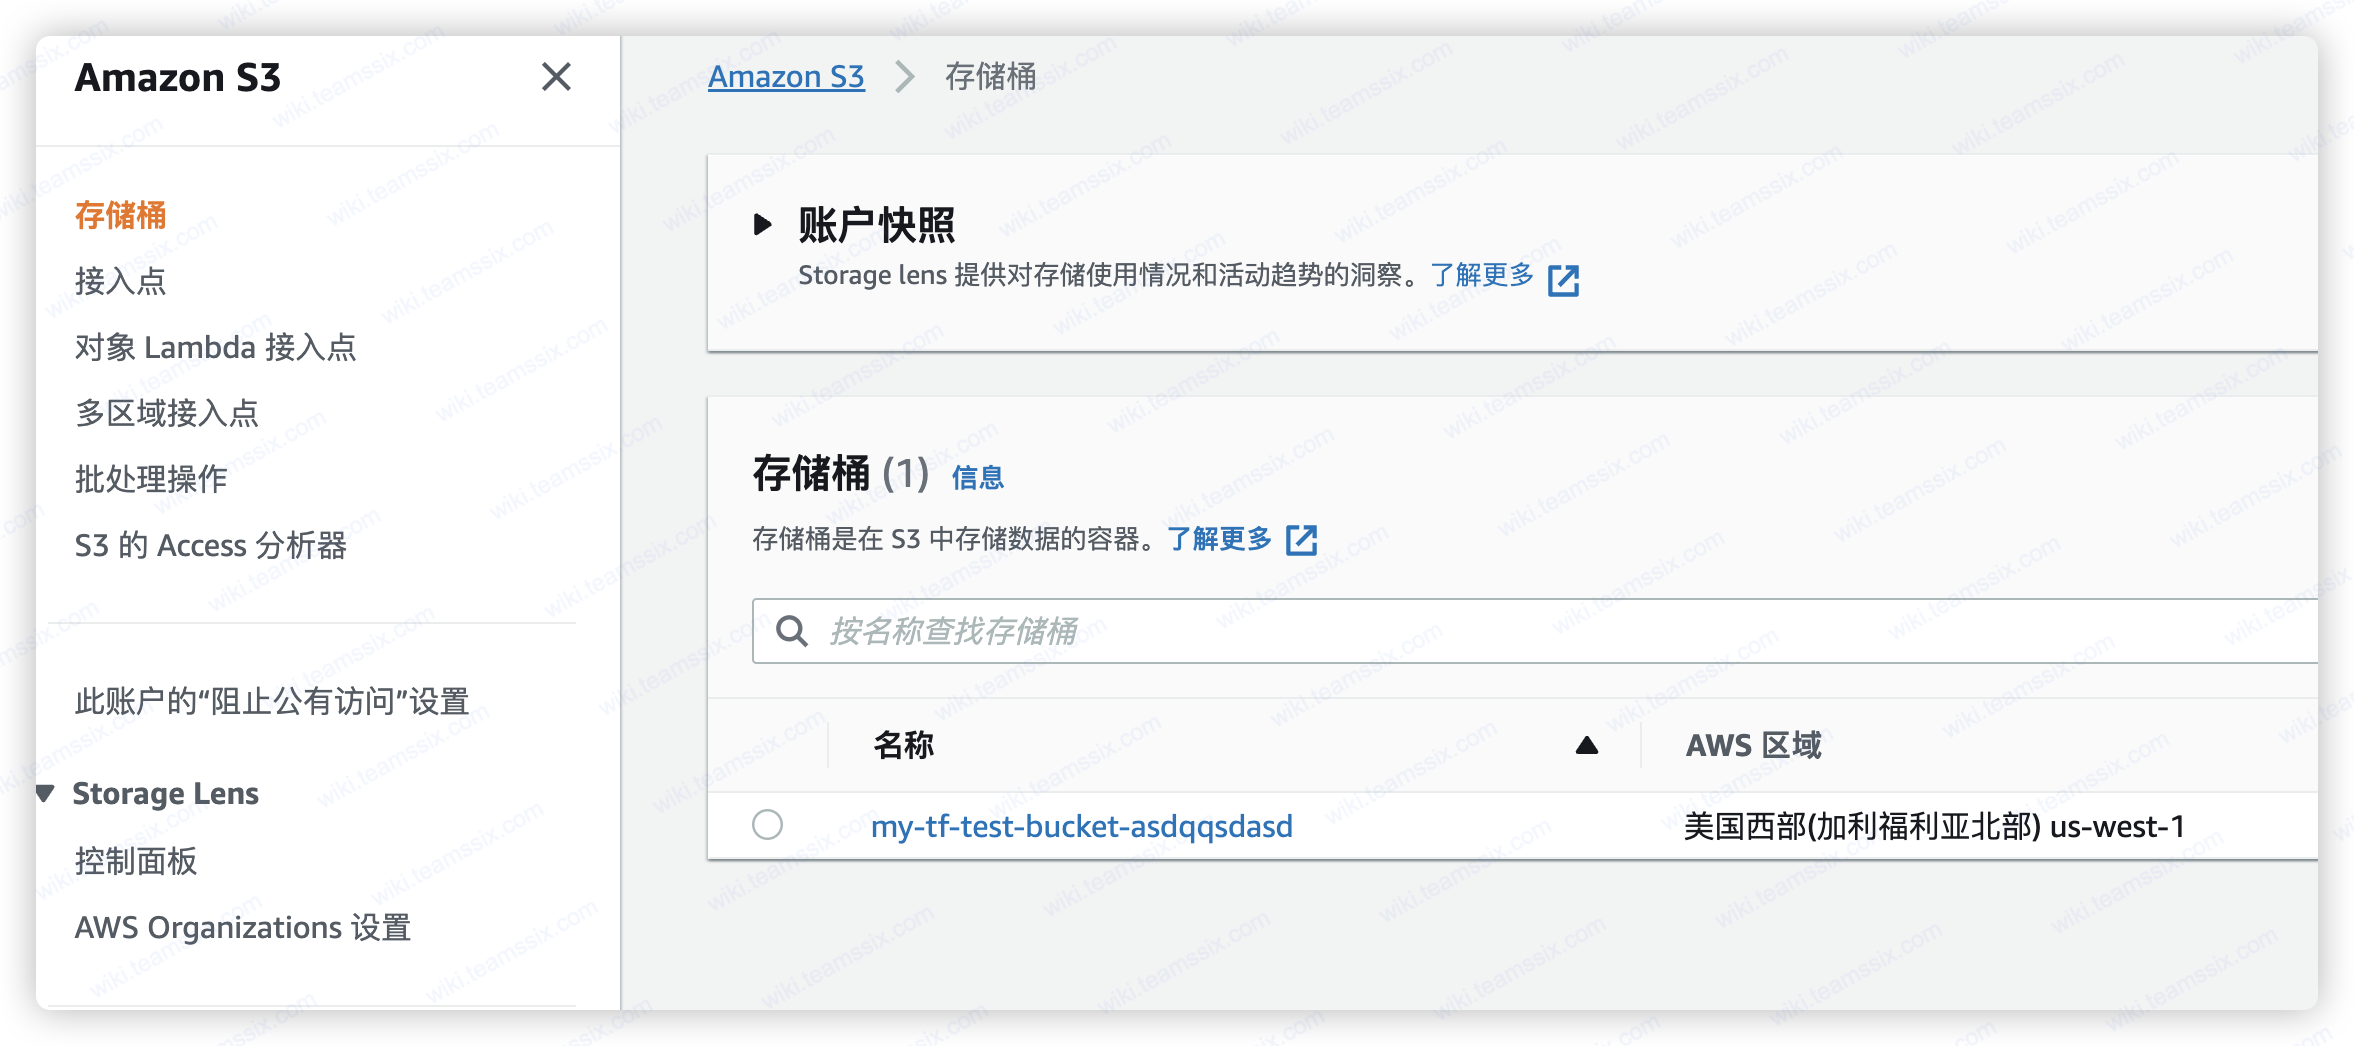 Amazon S3
存储桶
接入点
对象 Lambda 接入点
多区域接入点
批处理操作
S3 的 Access 分析器
此账户的“阻止公有访问”设置
Storage Lens
控制面板
AWS Organizations 设置
Amazon S3 > 存储桶
账户快照
Storage lens 提供对存储使用情况和活动趋势的洞察。了解更多
存储桶 (1) 信息
存储桶是在 S3 中存储数据的容器。了解更多
按名称查找存储桶
名称 AWS 区域
my-tf-test-bucket-asdqqsdasd 美国西部(加利福利亚北部) us-west-1
wiki.teamssix.com